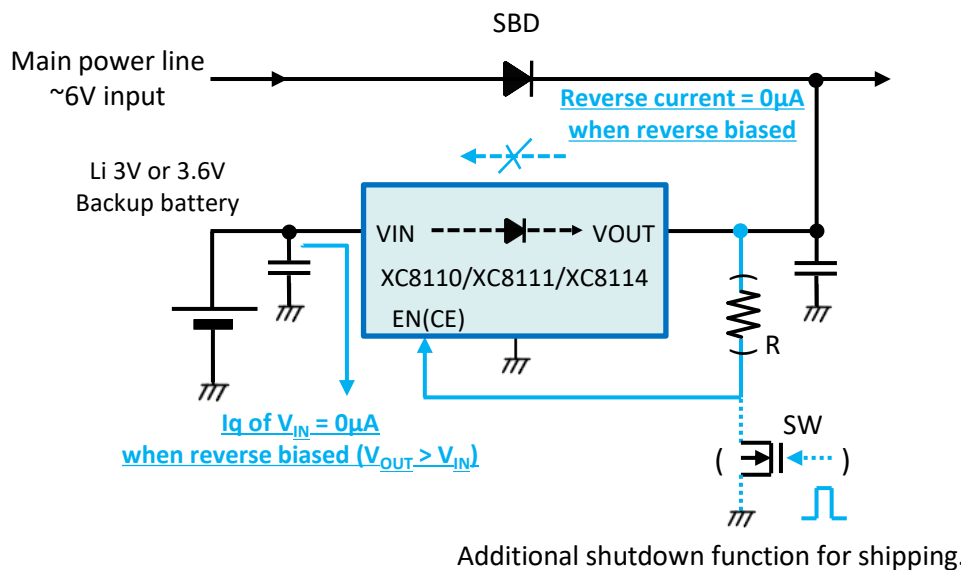 SBD
Main power line
~6V input
Reverse current = 0µA
when reverse biased
Li 3V or 3.6V
Backup battery
VIN
VOUT
XC8110/XC8111/XC8114
EN(CE)
( R )
Iq of VIN = 0µA
when reverse biased (VOUT > VIN)
SW
( )
Additional shutdown function for shipping.